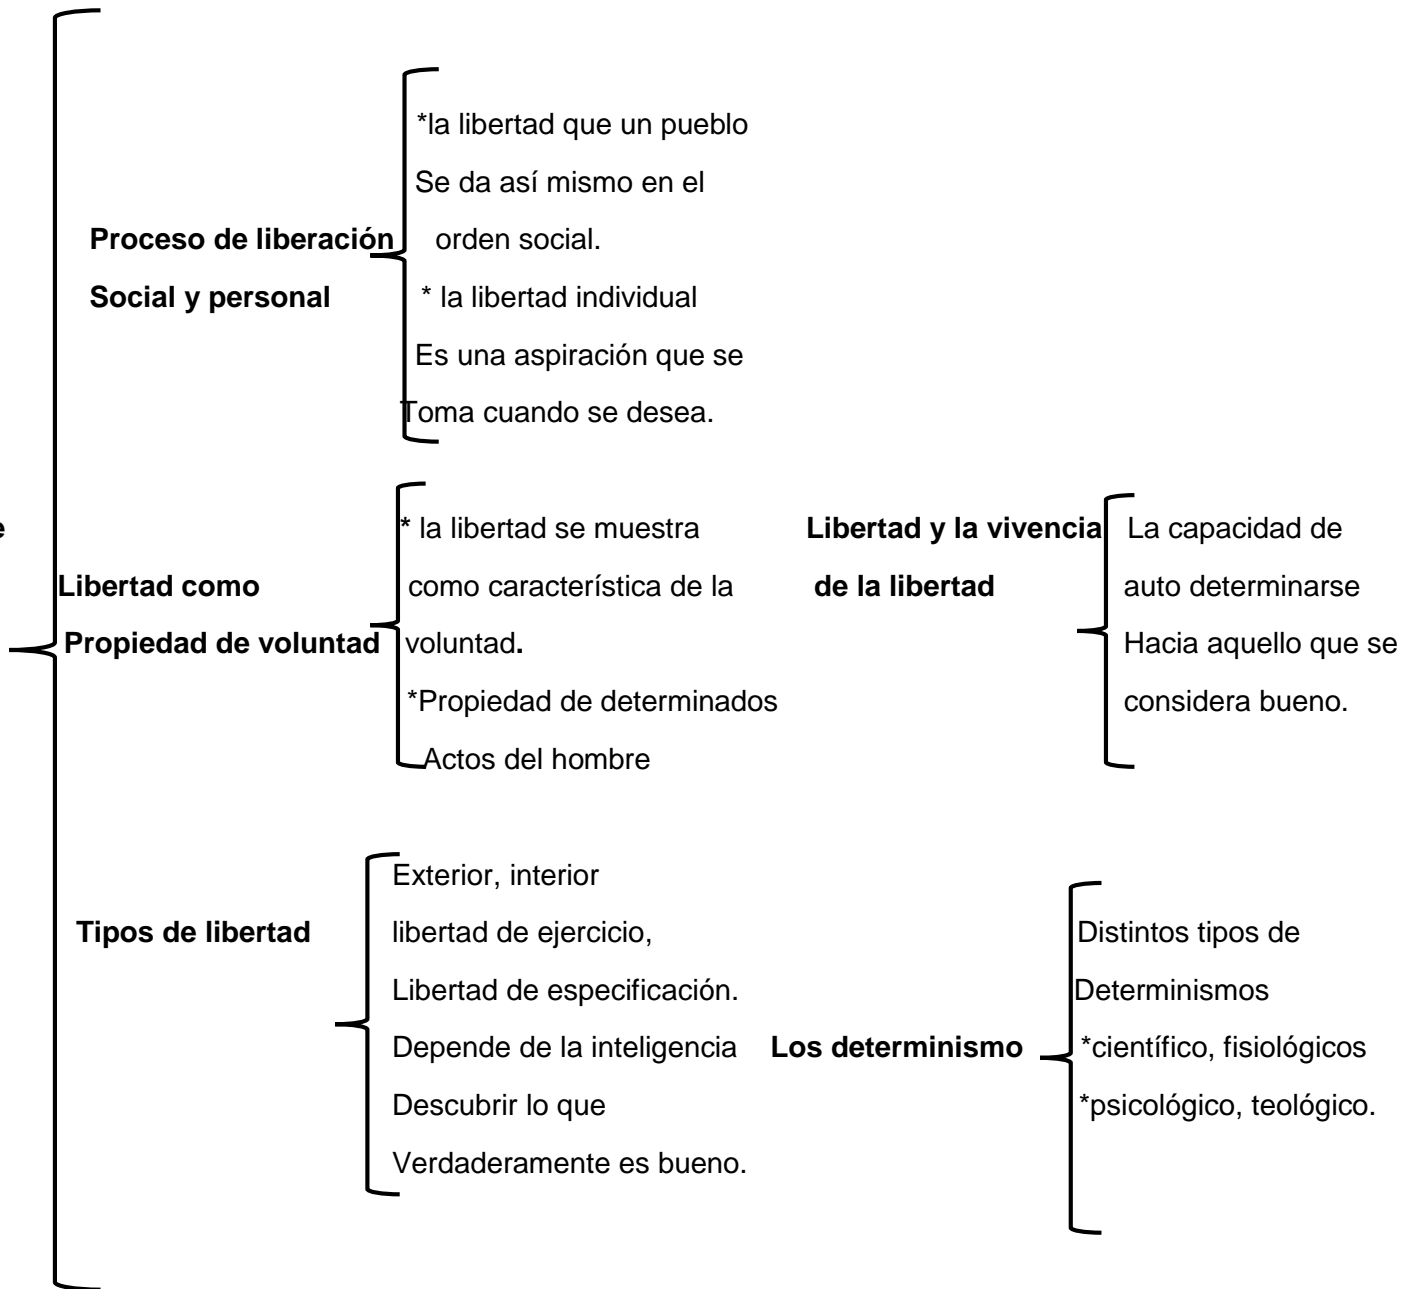 *la libertad que un pueblo
Se da así mismo en el
orden social.
Proceso de liberación
Social y personal
* la libertad individual
Es una aspiración que se
Toma cuando se desea.
e
Libertad como
Propiedad de voluntad
* la libertad se muestra
como característica de la
voluntad.
*Propiedad de determinados
Actos del hombre
Libertad y la vivencia
de la libertad
La capacidad de
auto determinarse
Hacia aquello que se
considera bueno.
Tipos de libertad
Exterior, interior
libertad de ejercicio,
Libertad de especificación.
Depende de la inteligencia
Descubrir lo que
Verdaderamente es bueno.
Los determinismo
Distintos tipos de
Determinismos
*científico, fisiológicos
*psicológico, teológico.